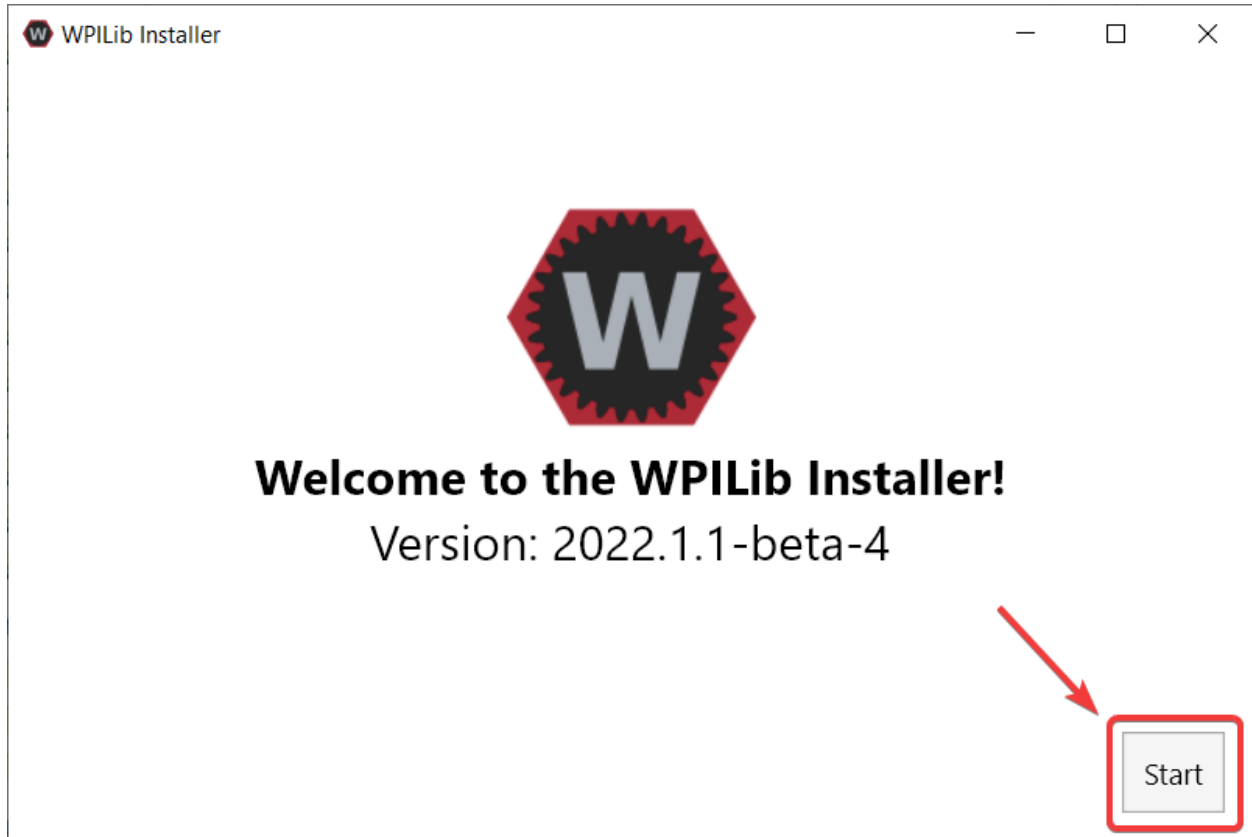 W WPILib Installer
W
Welcome to the WPILib Installer!
Version: 2022.1.1-beta-4
Start